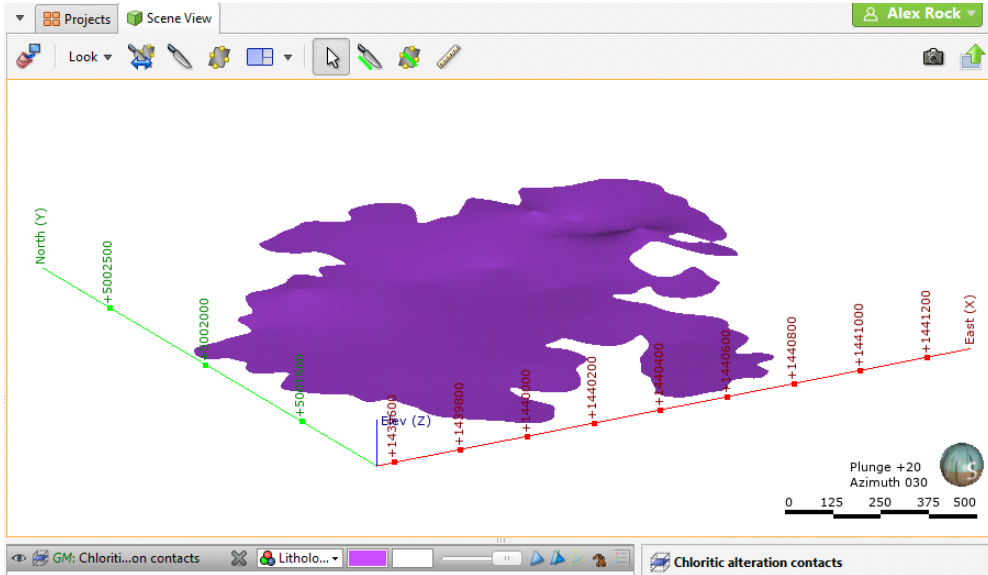 Projects
Scene View
Alex Rock
Look
North (Y)
+5002500
+5002000
+5001500
Elev (Z)
+1439600
+1439800
+1440000
+1440200
+1440400
+1440600
+1440800
+1441000
+1441200
East (X)
Plunge +20
Azimuth 030
S
0 125 250 375 500
GM: Chloriti...on contacts
Litholo...
Chloritic alteration contacts